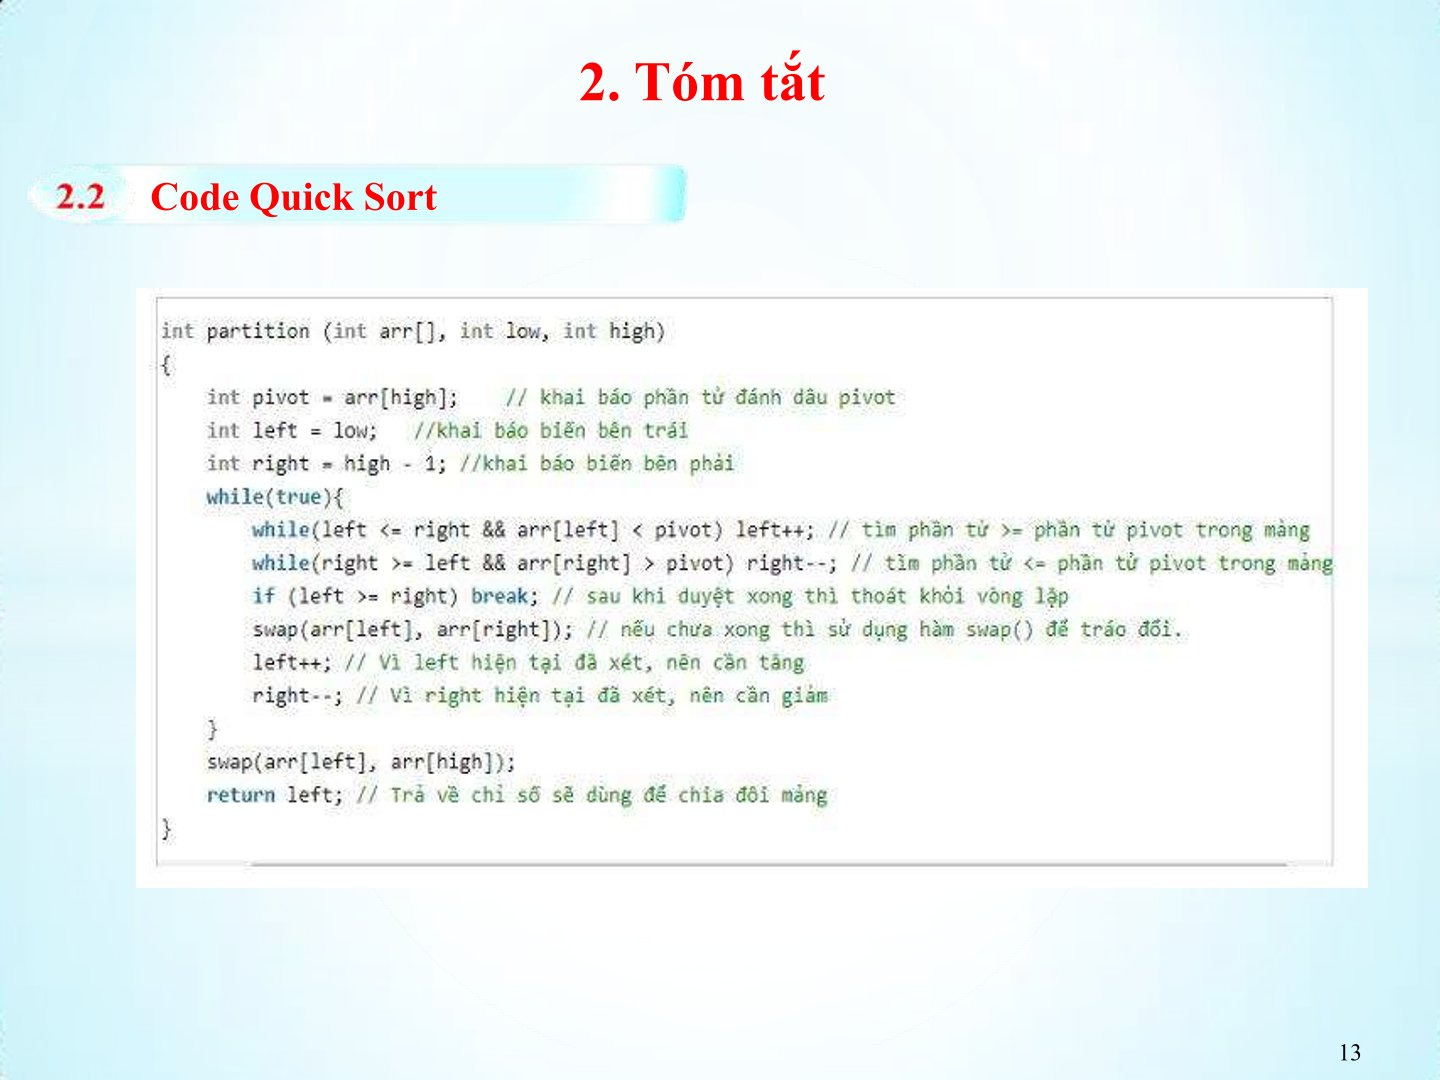 2. Tóm tắt
2.2 Code Quick Sort
int partition (int arr[], int low, int high)
{
int pivot = arr[high]; // khai báo phần tử đánh dâu pivot
int left = low; //khai báo biến bên trái
int right = high - 1; //khai báo biến bên phải
while(true){
while(left <= right && arr[left] < pivot) left++; // tìm phần tử >= phần tử pivot trong mảng
while(right >= left && arr[right] > pivot) right--; // tìm phần tử <= phần tử pivot trong mảng
if (left >= right) break; // sau khi duyệt xong thì thoát khỏi vòng lặp
swap(arr[left], arr[right]); // nếu chưa xong thì sử dụng hàm swap() để tráo đổi.
left++; // Vì left hiện tại đã xét, nên cần tăng
right--; // Vì right hiện tại đã xét, nên cần giảm
}
swap(arr[left], arr[high]);
return left; // Trả về chỉ số sẽ dùng để chia đôi mảng
}
13